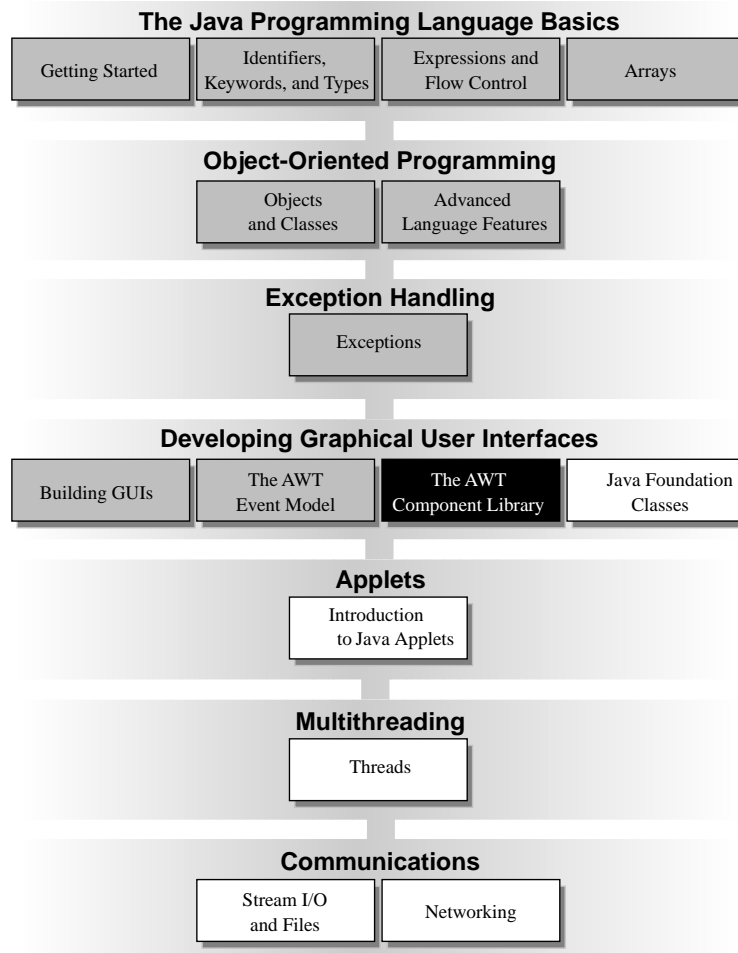 The Java Programming Language Basics
Getting Started
Identifiers,
Keywords, and Types
Expressions and
Flow Control
Arrays
Object-Oriented Programming
Objects
and Classes
Advanced
Language Features
Exception Handling
Exceptions
Developing Graphical User Interfaces
Building GUIs
The AWT
Event Model
The AWT
Component Library
Java Foundation
Classes
Applets
Introduction
to Java Applets
Multithreading
Threads
Communications
Stream I/O
and Files
Networking